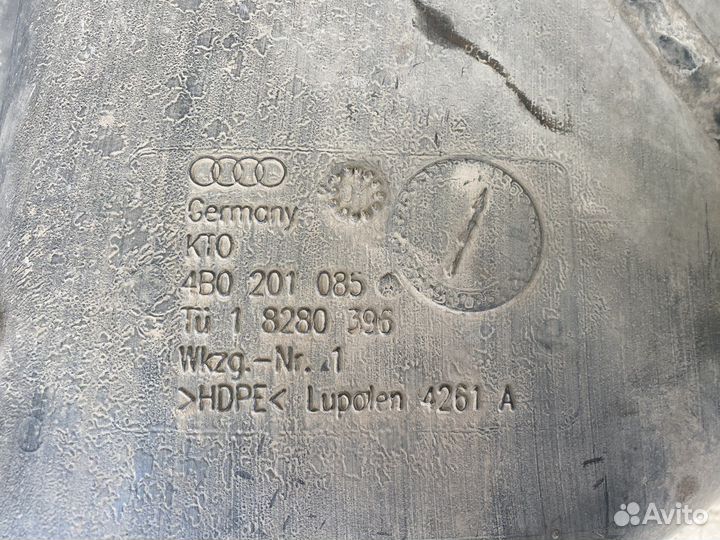 Germany
KTO
4B0 201 085
Tü 1 8280 396
Wkzg.-Nr. 1
>HDPE< Lupolen 4261 A
Avito